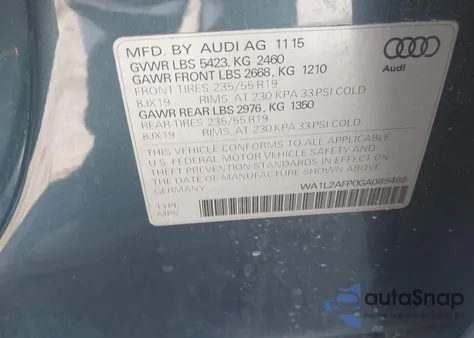 MFD. BY AUDI AG 11 15
GVWR LBS 5423, KG 2460
GAWR FRONT LBS 2668, KG 1210
FRONT TIRES 235/55 R19
8JX19 RIMS, AT 230 KPA 33 PSI COLD
GAWR REAR LBS 2976, KG 1350
REAR TIRES 235/55 R19
8JX19 RIMS, AT 230 KPA 33 PSI COLD
THIS VEHICLE CONFORMS TO ALL APPLICABLE
U.S. FEDERAL MOTOR VEHICLE SAFETY AND
THEFT PREVENTION STANDARDS IN EFFECT ON
THE DATE OF MANUFACTURE SHOWN ABOVE.
GERMANY WA1L2AFP0GA089469
TYPE
MPV
Audi
autoSnap